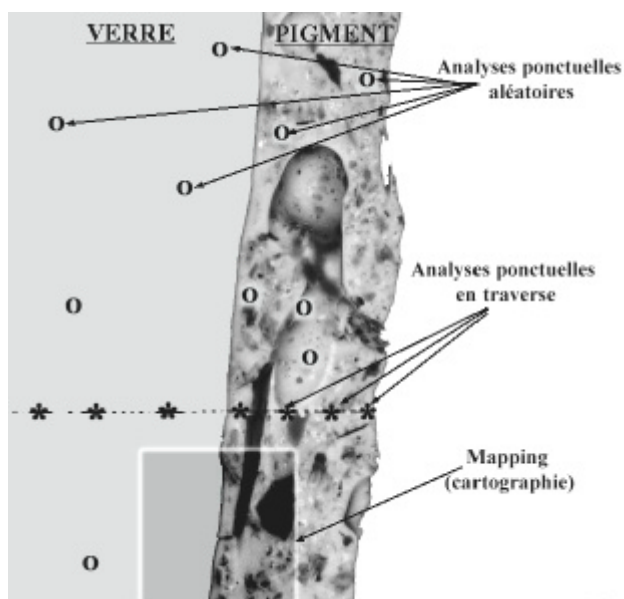 VERRE
PIGMENT
Analyses ponctuelles
aléatoires
Analyses ponctuelles
en traverse
Mapping
(cartographie)